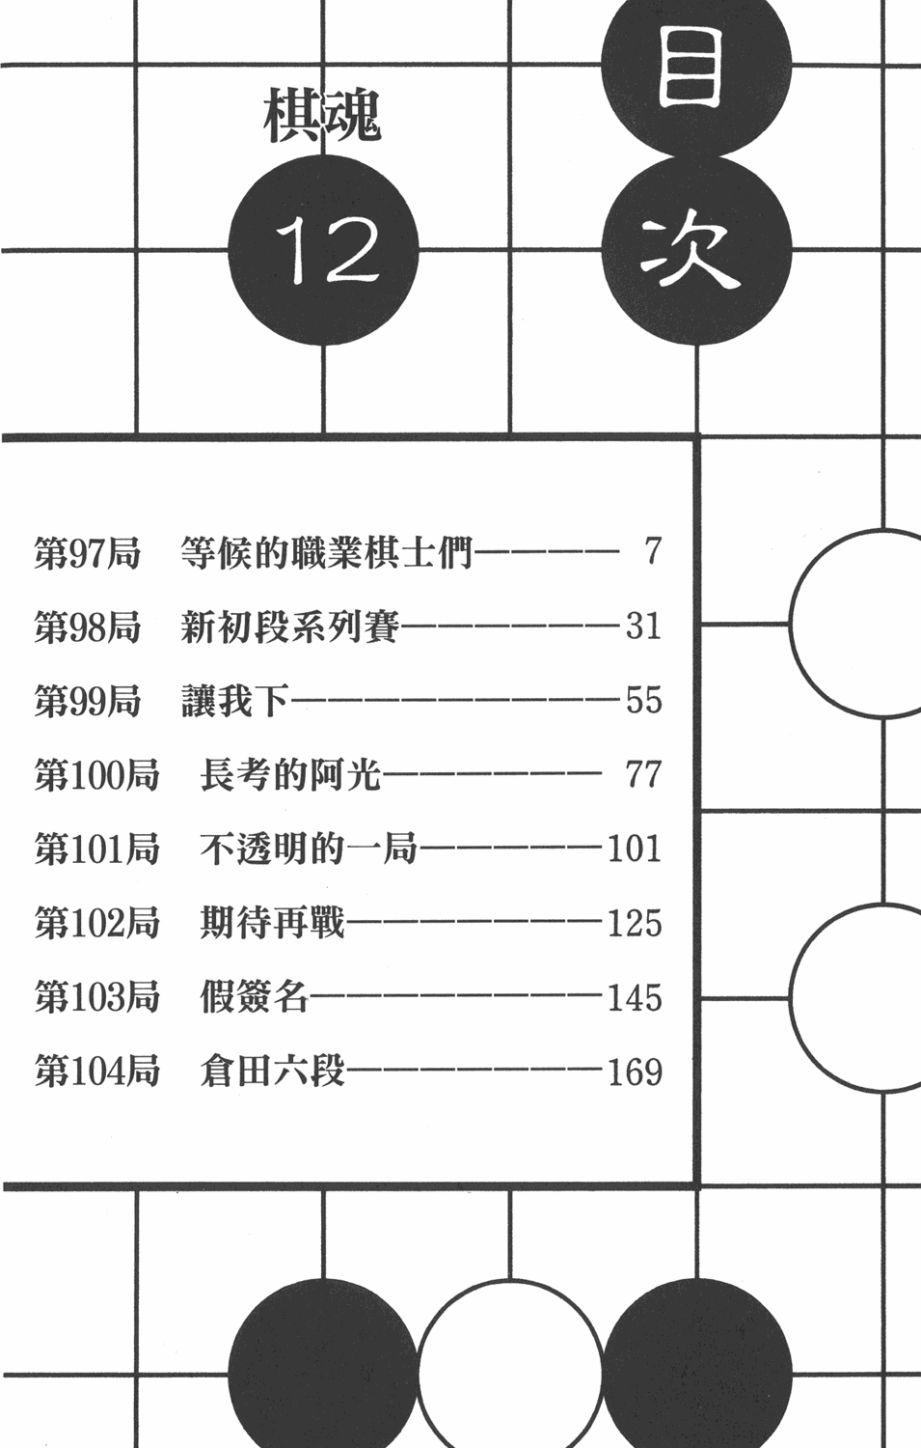 目次
棋魂
12
第97局 等候的職業棋士們———— 7
第98局 新初段系列賽——————31
第99局 讓我下—————————55
第100局 長考的阿光—————— 77
第101局 不透明的一局—————101
第102局 期待再戰———————125
第103局 假簽名————————145
第104局 倉田六段———————169